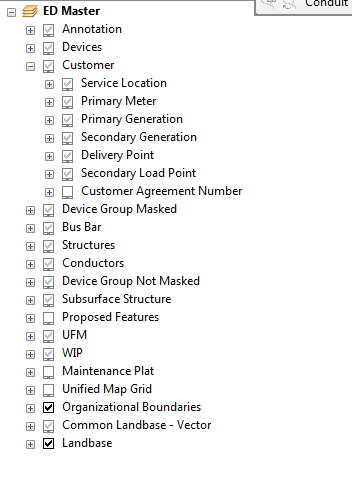 Conduit
ED Master
Annotation
Devices
Customer
Service Location
Primary Meter
Primary Generation
Secondary Generation
Delivery Point
Secondary Load Point
Customer Agreement Number
Device Group Masked
Bus Bar
Structures
Conductors
Device Group Not Masked
Subsurface Structure
Proposed Features
UFM
WIP
Maintenance Plat
Unified Map Grid
Organizational Boundaries
Common Landbase - Vector
Landbase